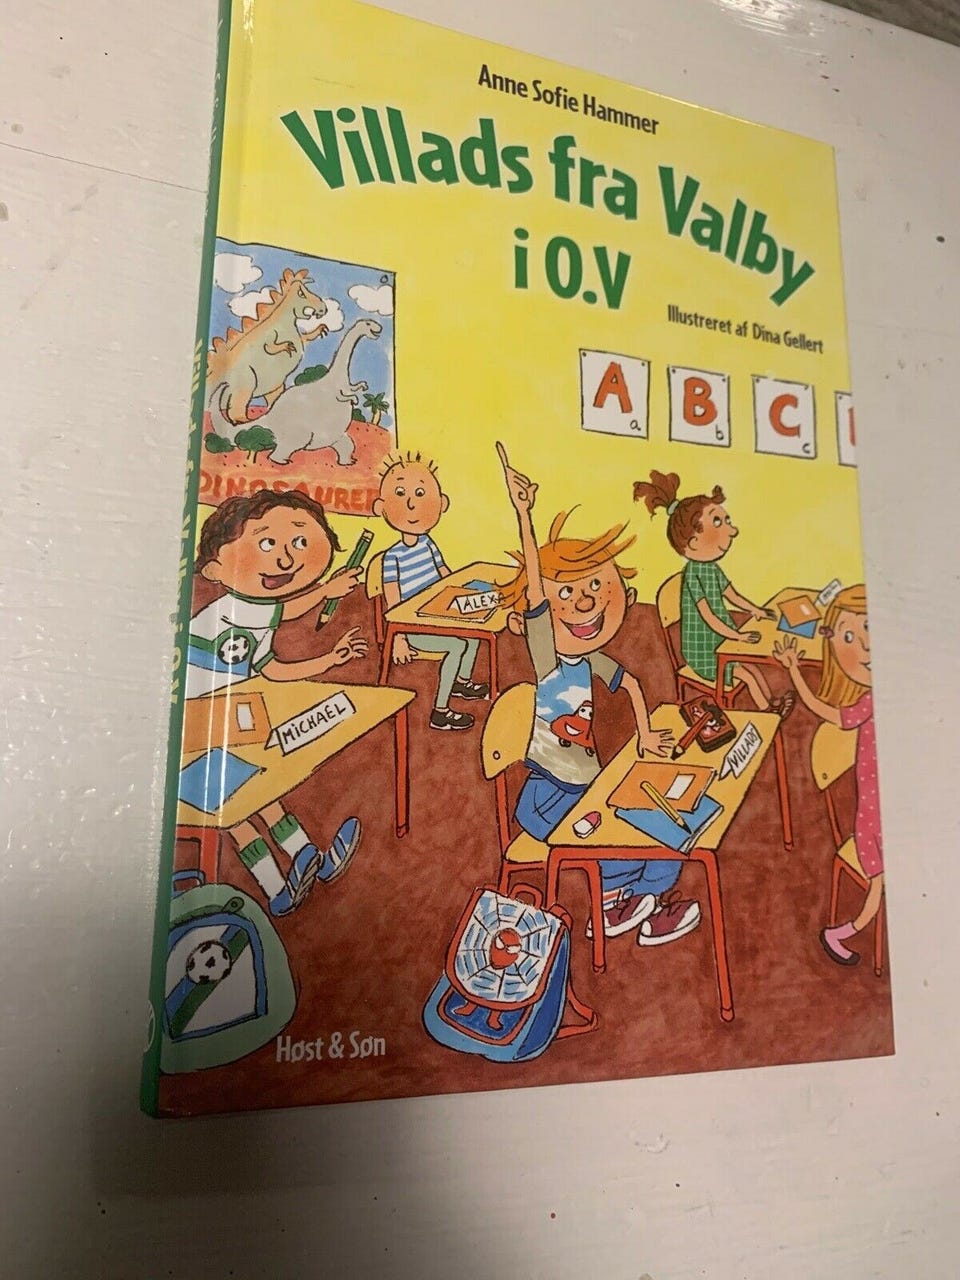 Anne Sofie Hammer
Villads fra Valby
i 0.V
Illustreret af Dina Gellert
A a
B b
C c
DINOSAURER
ALEXA
MICHAEL
VILLADS
Høst & Søn